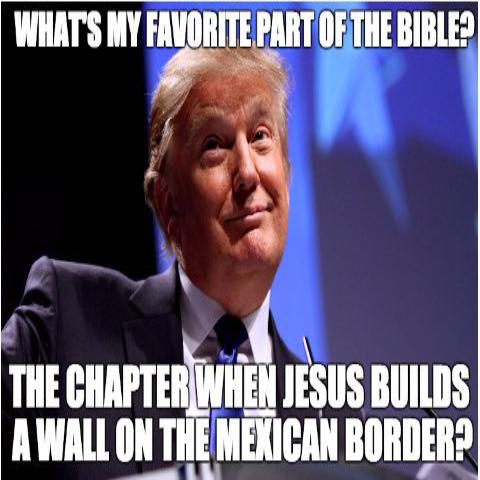 WHAT'S MY FAVORITE PART OF THE BIBLE?
THE CHAPTER WHEN JESUS BUILDS
A WALL ON THE MEXICAN BORDER?